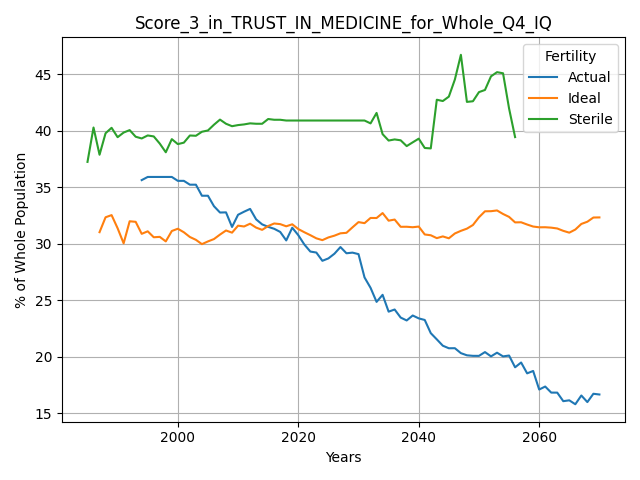 Score_3_in_TRUST_IN_MEDICINE_for_Whole_Q4_IQ
Fertility
Actual
Ideal
Sterile
% of Whole Population
45
40
35
30
25
20
15
2000 2020 2040 2060
Years